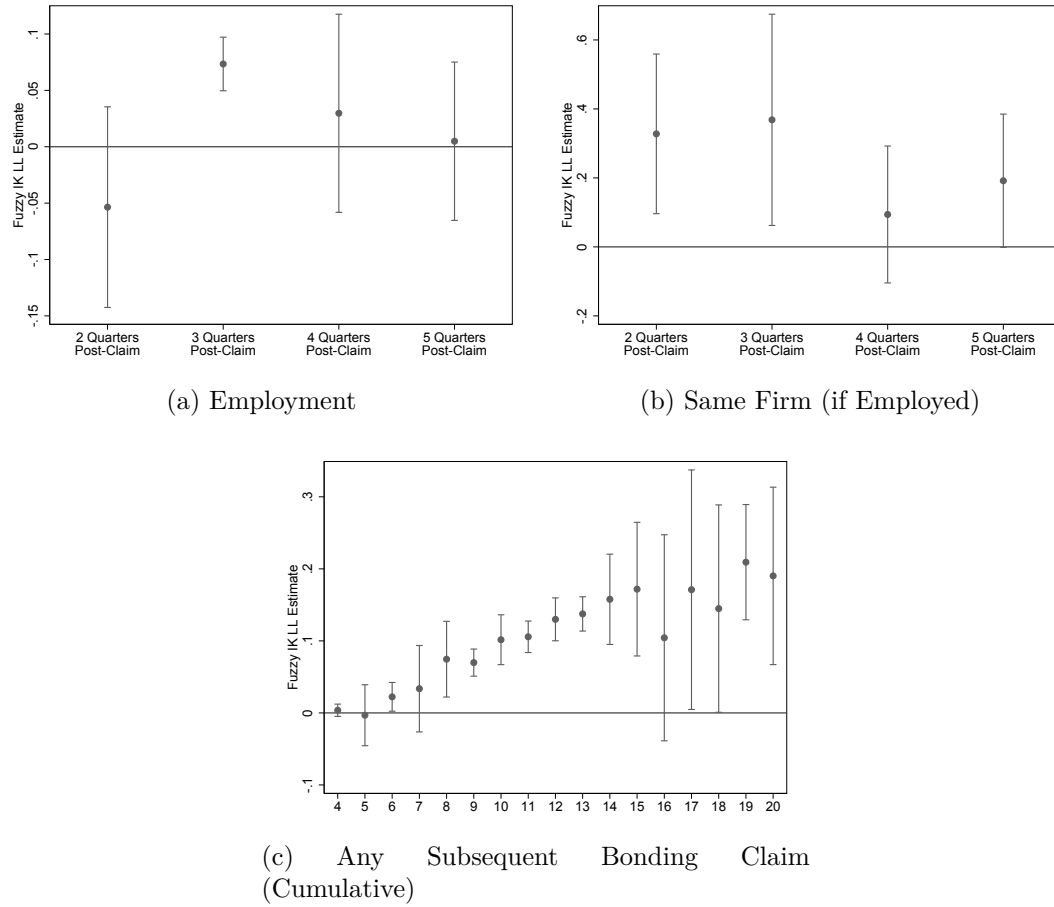 Fuzzy IK LL Estimate
.1
.05
0
-.05
-.1
-.15
2 Quarters
Post-Claim
3 Quarters
Post-Claim
4 Quarters
Post-Claim
5 Quarters
Post-Claim
(a) Employment
Fuzzy IK LL Estimate
.6
.4
.2
0
-.2
2 Quarters
Post-Claim
3 Quarters
Post-Claim
4 Quarters
Post-Claim
5 Quarters
Post-Claim
(b) Same Firm (if Employed)
Fuzzy IK LL Estimate
.3
.2
.1
0
-.1
4 5 6 7 8 9 10 11 12 13 14 15 16 17 18 19 20
(c) Any Subsequent Bonding Claim
(Cumulative)